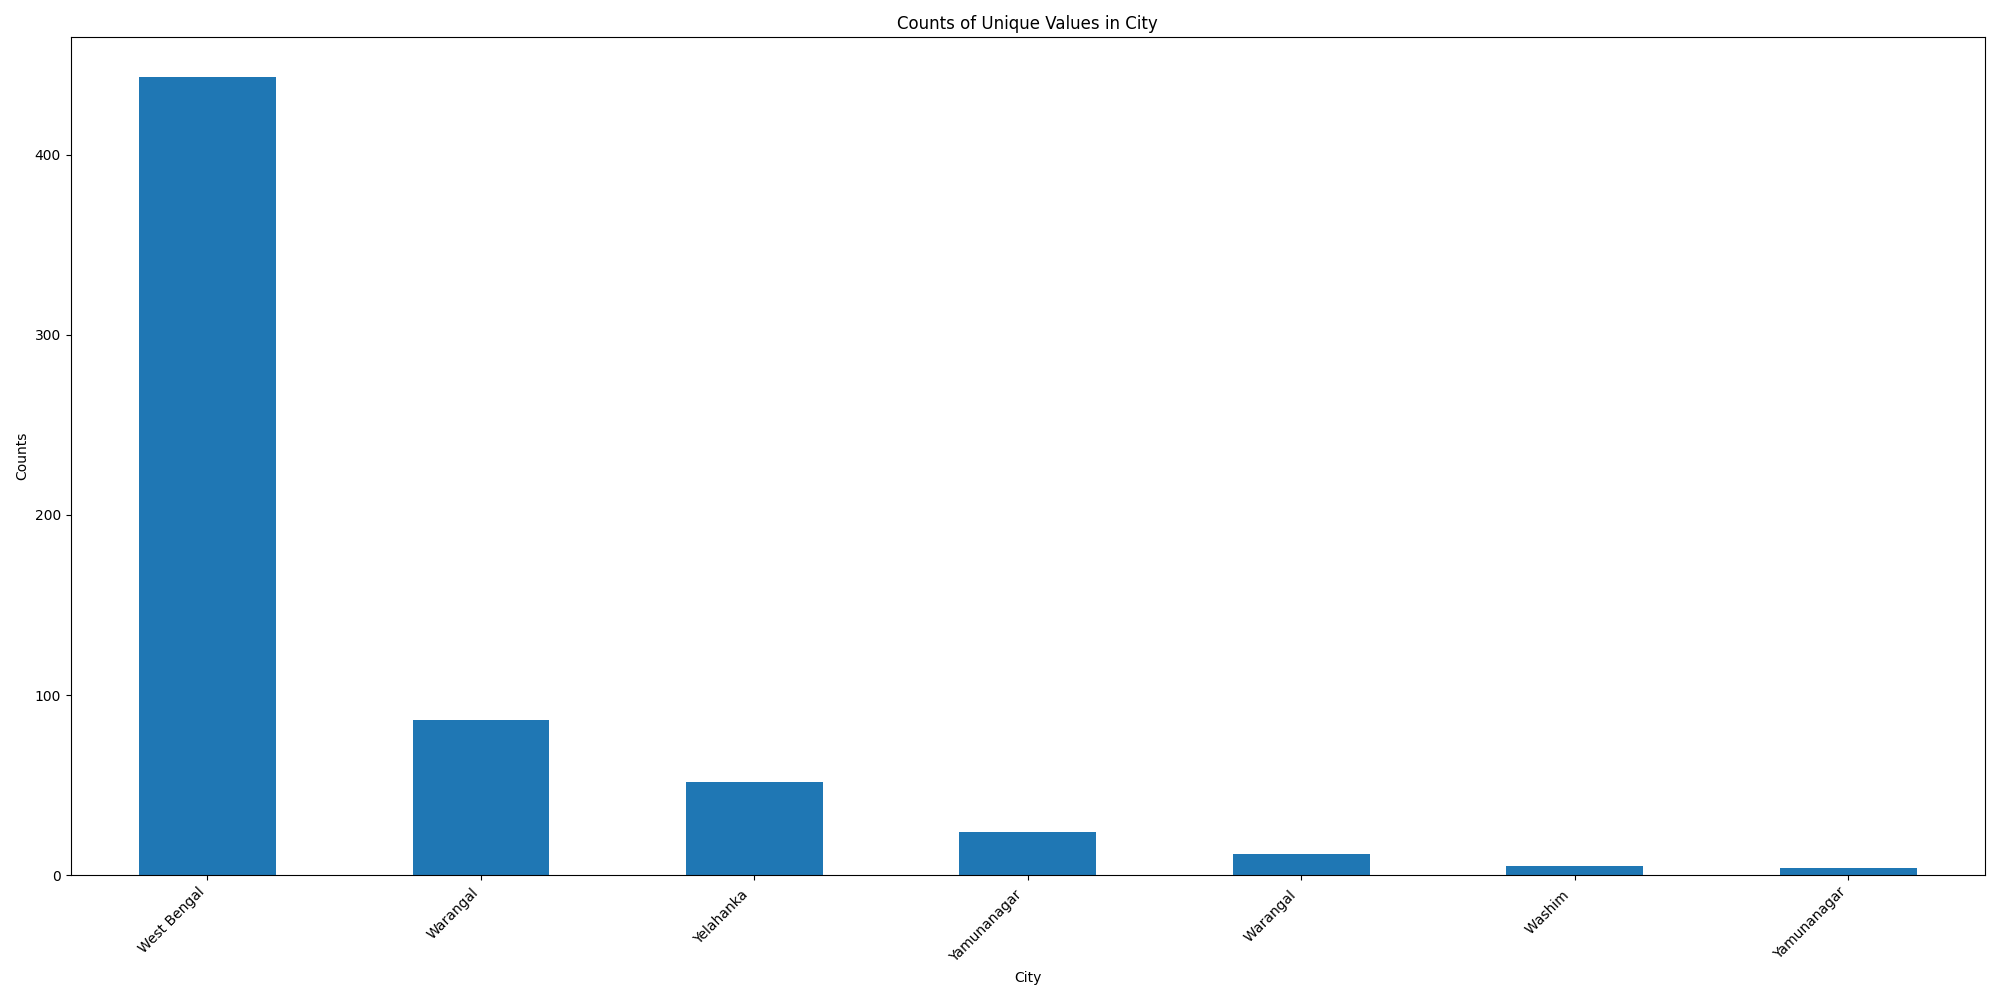 Counts of Unique Values in City
Counts
400
300
200
100
0
West Bengal
Warangal
Yelahanka
Yamunanagar
Warangal
Washim
Yamunanagar
City